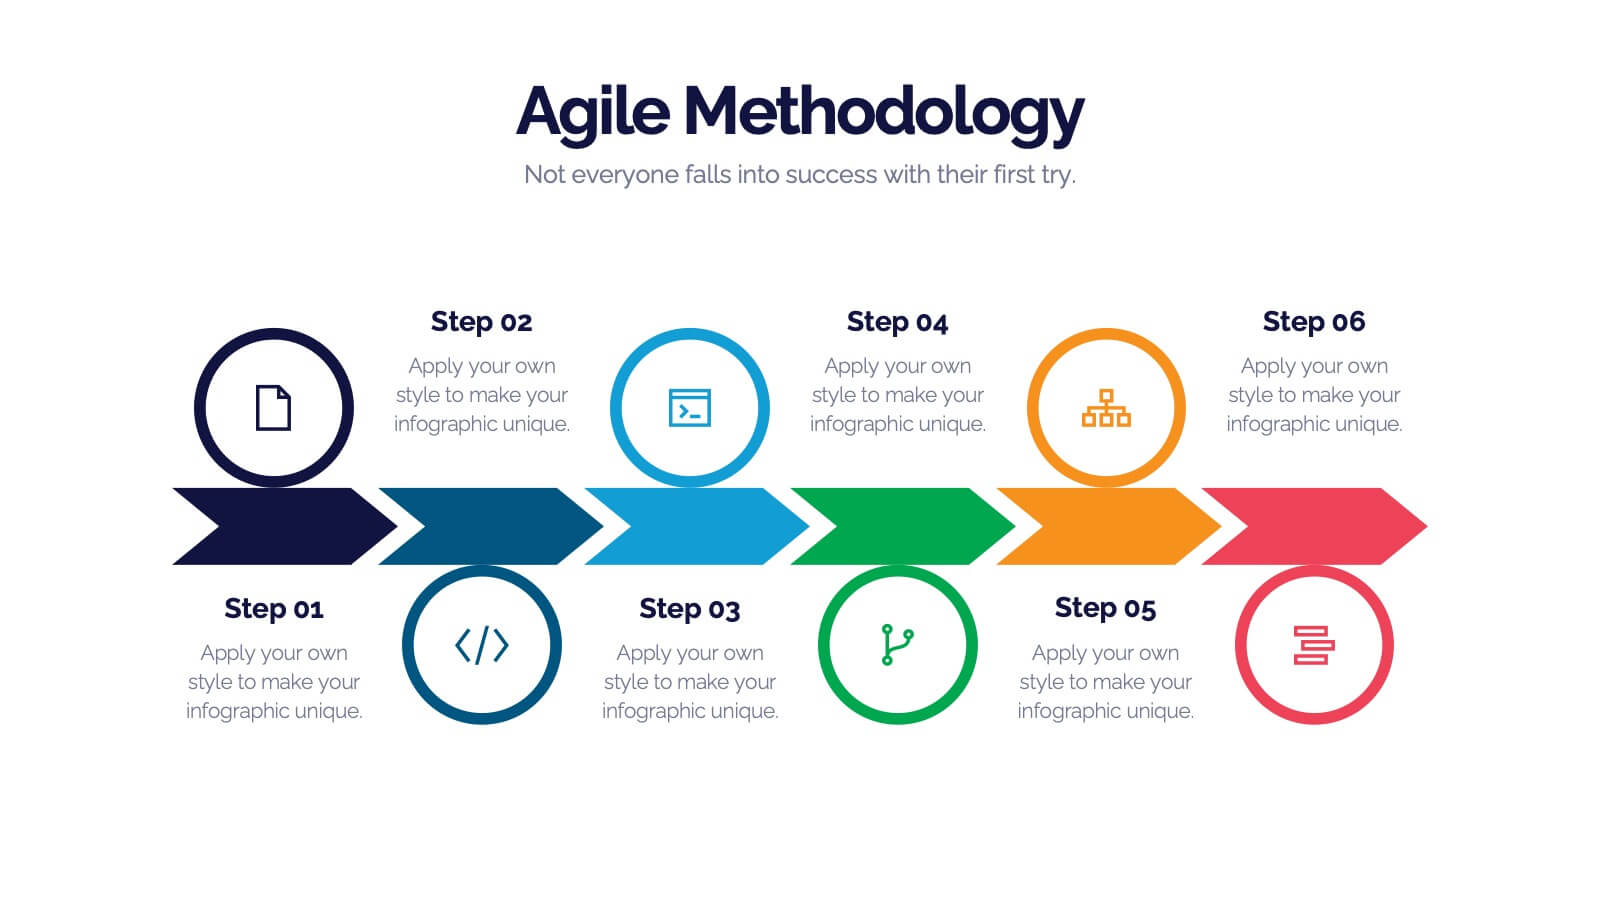 Agile Methodology
Not everyone falls into success with their first try.
Step 01
Apply your own
style to make your
infographic unique.
Step 02
Apply your own
style to make your
infographic unique.
Step 03
Apply your own
style to make your
infographic unique.
Step 04
Apply your own
style to make your
infographic unique.
Step 05
Apply your own
style to make your
infographic unique.
Step 06
Apply your own
style to make your
infographic unique.